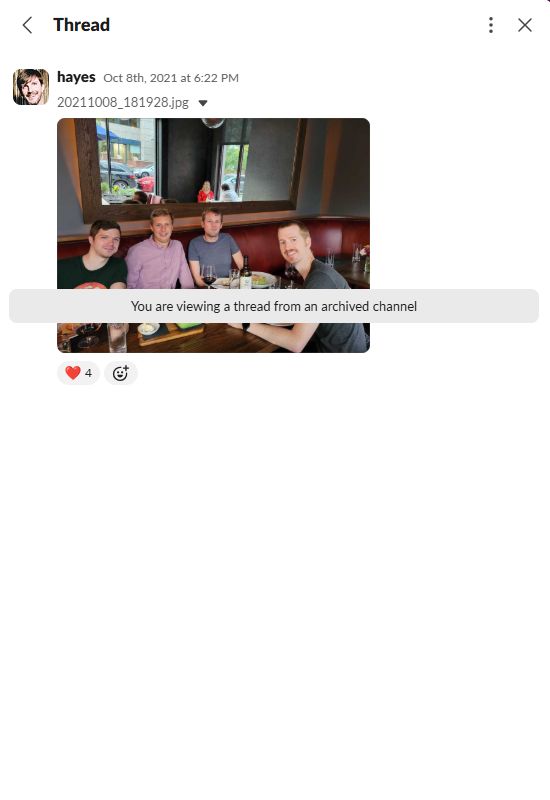 Thread
hayes Oct 8th, 2021 at 6:22 PM
20211008_181928.jpg
You are viewing a thread from an archived channel
4